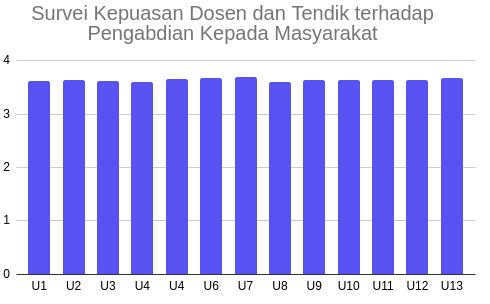 Survei Kepuasan Dosen dan Tendik terhadap
Pengabdian Kepada Masyarakat
4
3
2
1
0
U1 U2 U3 U4 U4 U6 U7 U8 U9 U10 U11 U12 U13